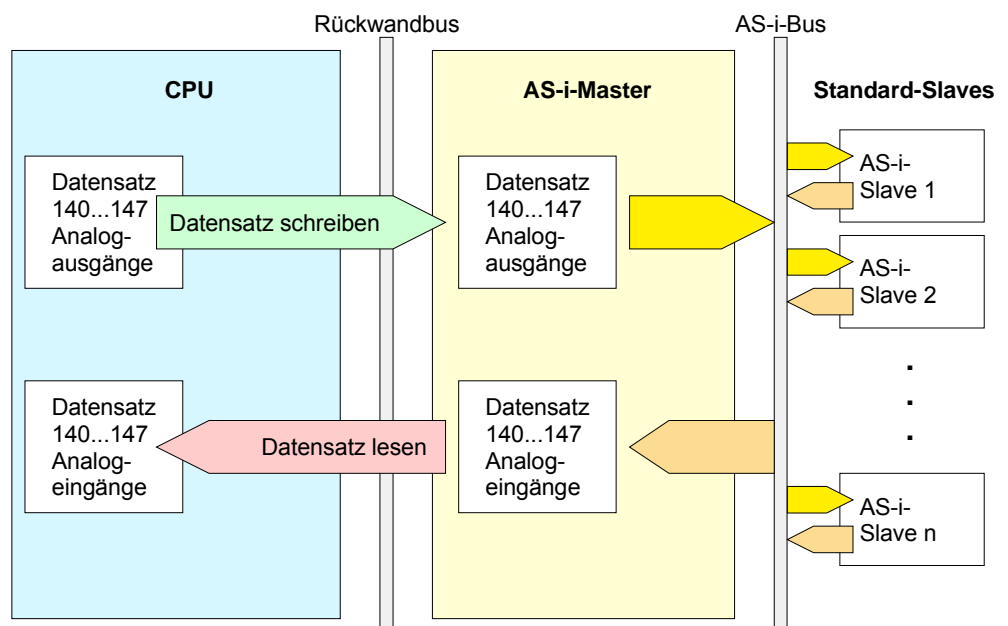 Rückwandbus
AS-i-Bus
CPU
AS-i-Master
Standard-Slaves
Datensatz
140...147
Analog-
ausgänge
Datensatz schreiben
Datensatz
140...147
Analog-
ausgänge
AS-i-
Slave 1
AS-i-
Slave 2
.
.
.
Datensatz
140...147
Analog-
eingänge
Datensatz lesen
Datensatz
140...147
Analog-
eingänge
AS-i-
Slave n